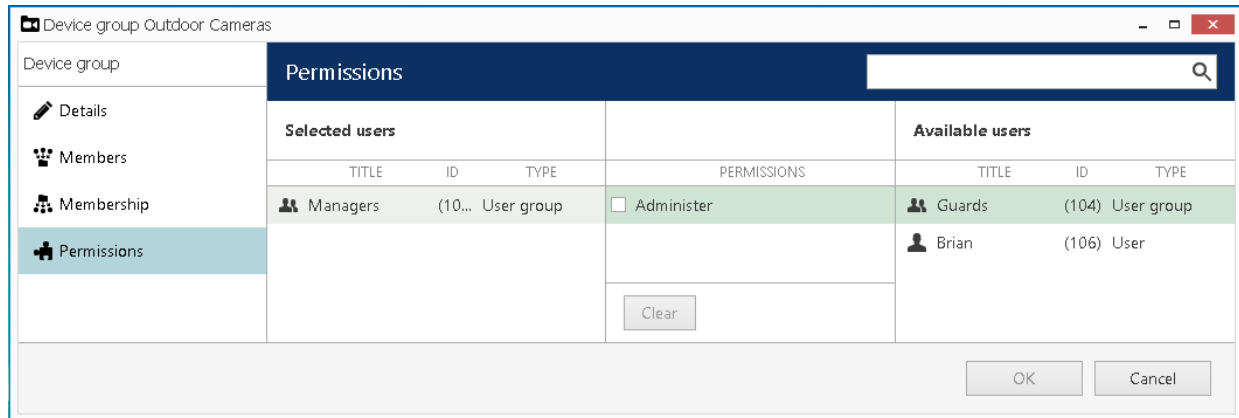 Device group Outdoor Cameras
Device group
Permissions
Details
Members
Membership
Permissions
Selected users
Available users
TITLE ID TYPE
PERMISSIONS
TITLE ID TYPE
Managers (10... User group
Administer
Guards (104) User group
Brian (106) User
Clear
OK
Cancel